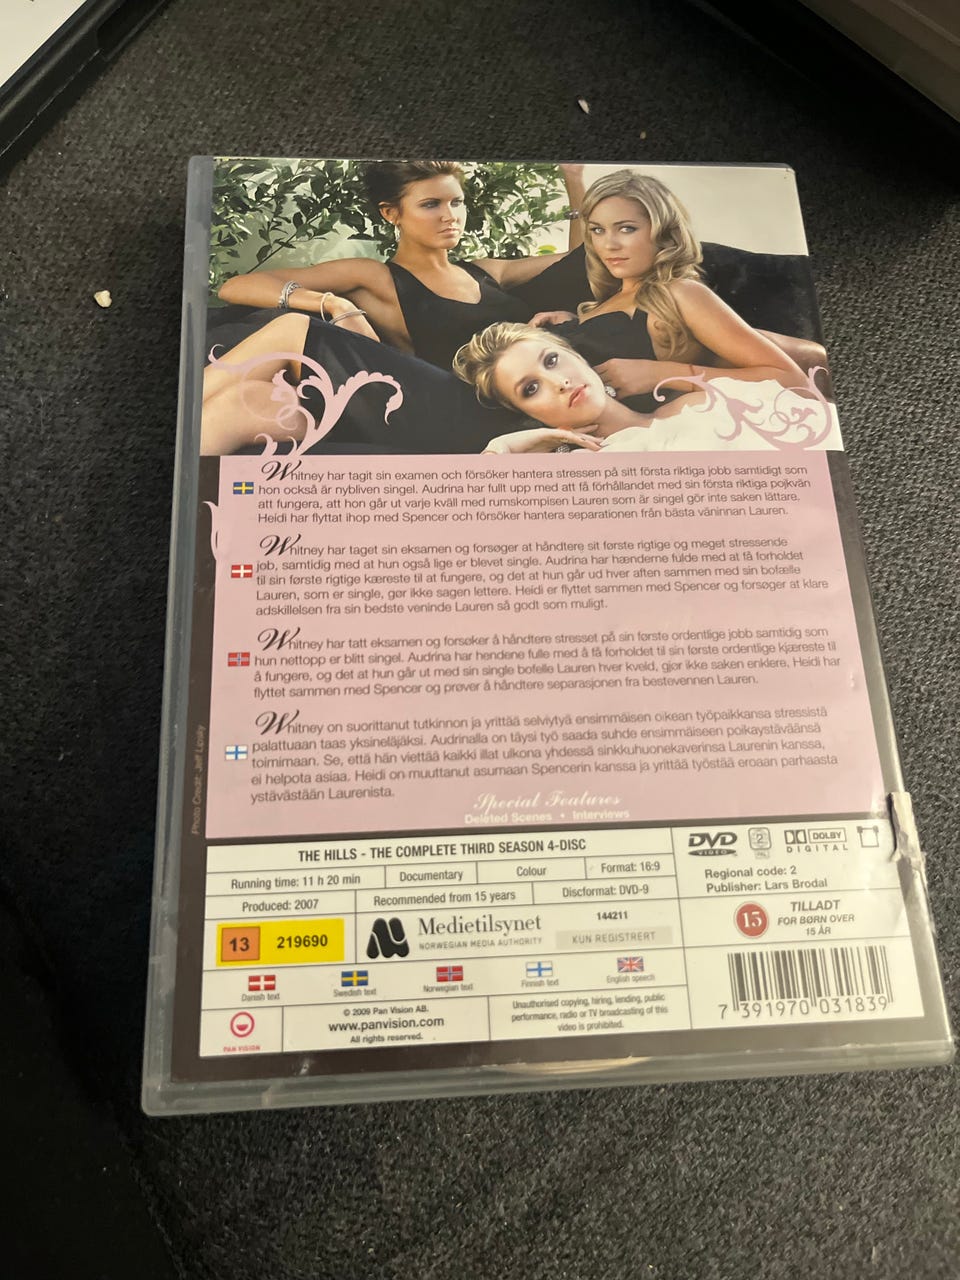 Whitney har tagit sin examen och försöker hantera stressen på sitt första riktiga jobb samtidigt som
hon också är nybliven singel. Audrina har fullt upp med att få förhållandet med sin första riktiga pojkvän
att fungera, att hon går ut varje kväll med rumskompisen Lauren som är singel gör inte saken lättare.
Heidi har flyttat ihop med Spencer och försöker hantera separationen från bästa väninnan Lauren.
Whitney har taget sin eksamen og forsøger at håndtere sit første rigtige og meget stressende
job, samtidig med at hun også lige er blevet single. Audrina har hænderne fulde med at få forholdet
til sin første rigtige kæreste til at fungere, og det at hun går ud hver aften sammen med sin bofælle
Lauren, som er single, gør ikke sagen lettere. Heidi er flyttet sammen med Spencer og forsøger at klare
adskillelsen fra sin bedste veninde Lauren så godt som muligt.
Whitney har tatt eksamen og forsøker å håndtere stresset på sin første ordentlige jobb samtidig som
hun nettopp er blitt singel. Audrina har hendene fulle med å få forholdet til sin første ordentlige kjæreste til
å fungere, og det at hun går ut med sin single bofelle Lauren hver kveld, gjør ikke saken enklere. Heidi har
flyttet sammen med Spencer og prøver å håndtere separasjonen fra bestevennen Lauren.
Whitney on suorittanut tutkinnon ja yrittää selviytyä ensimmäisen oikean työpaikkansa stressistä
palattuaan taas yksineläjäksi. Audrinalla on täysi työ saada suhde ensimmäiseen poikaystäväänsä
toimimaan. Se, että hän viettää kaikki illat ulkona yhdessä sinkkuhuonekaverinsa Laurenin kanssa,
ei helpota asiaa. Heidi on muuttanut asumaan Spencerin kanssa ja yrittää työstää eroaan parhaasta
ystävästään Laurenista.
Photo Credit: Jeff Lipsky
Special Features
Deleted Scenes • Interviews
THE HILLS - THE COMPLETE THIRD SEASON 4-DISC
Running time: 11 h 20 min
Documentary
Colour
Format: 16:9
Produced: 2007
Recommended from 15 years
Discformat: DVD-9
13
219690
Medietilsynet
NORWEGIAN MEDIA AUTHORITY
144211
KUN REGISTRERT
Danish text
Swedish text
Norwegian text
Finnish text
English speech
PAN VISION
© 2009 Pan Vision AB.
www.panvision.com
All rights reserved.
Unauthorised copying, hiring, lending, public
performance, radio or TV broadcasting of this
video is prohibited.
DVD
VIDEO
2
PAL
DOLBY
DIGITAL
Regional code: 2
Publisher: Lars Brodal
15
TILLADT
FOR BØRN OVER
15 ÅR
7 391970 031839